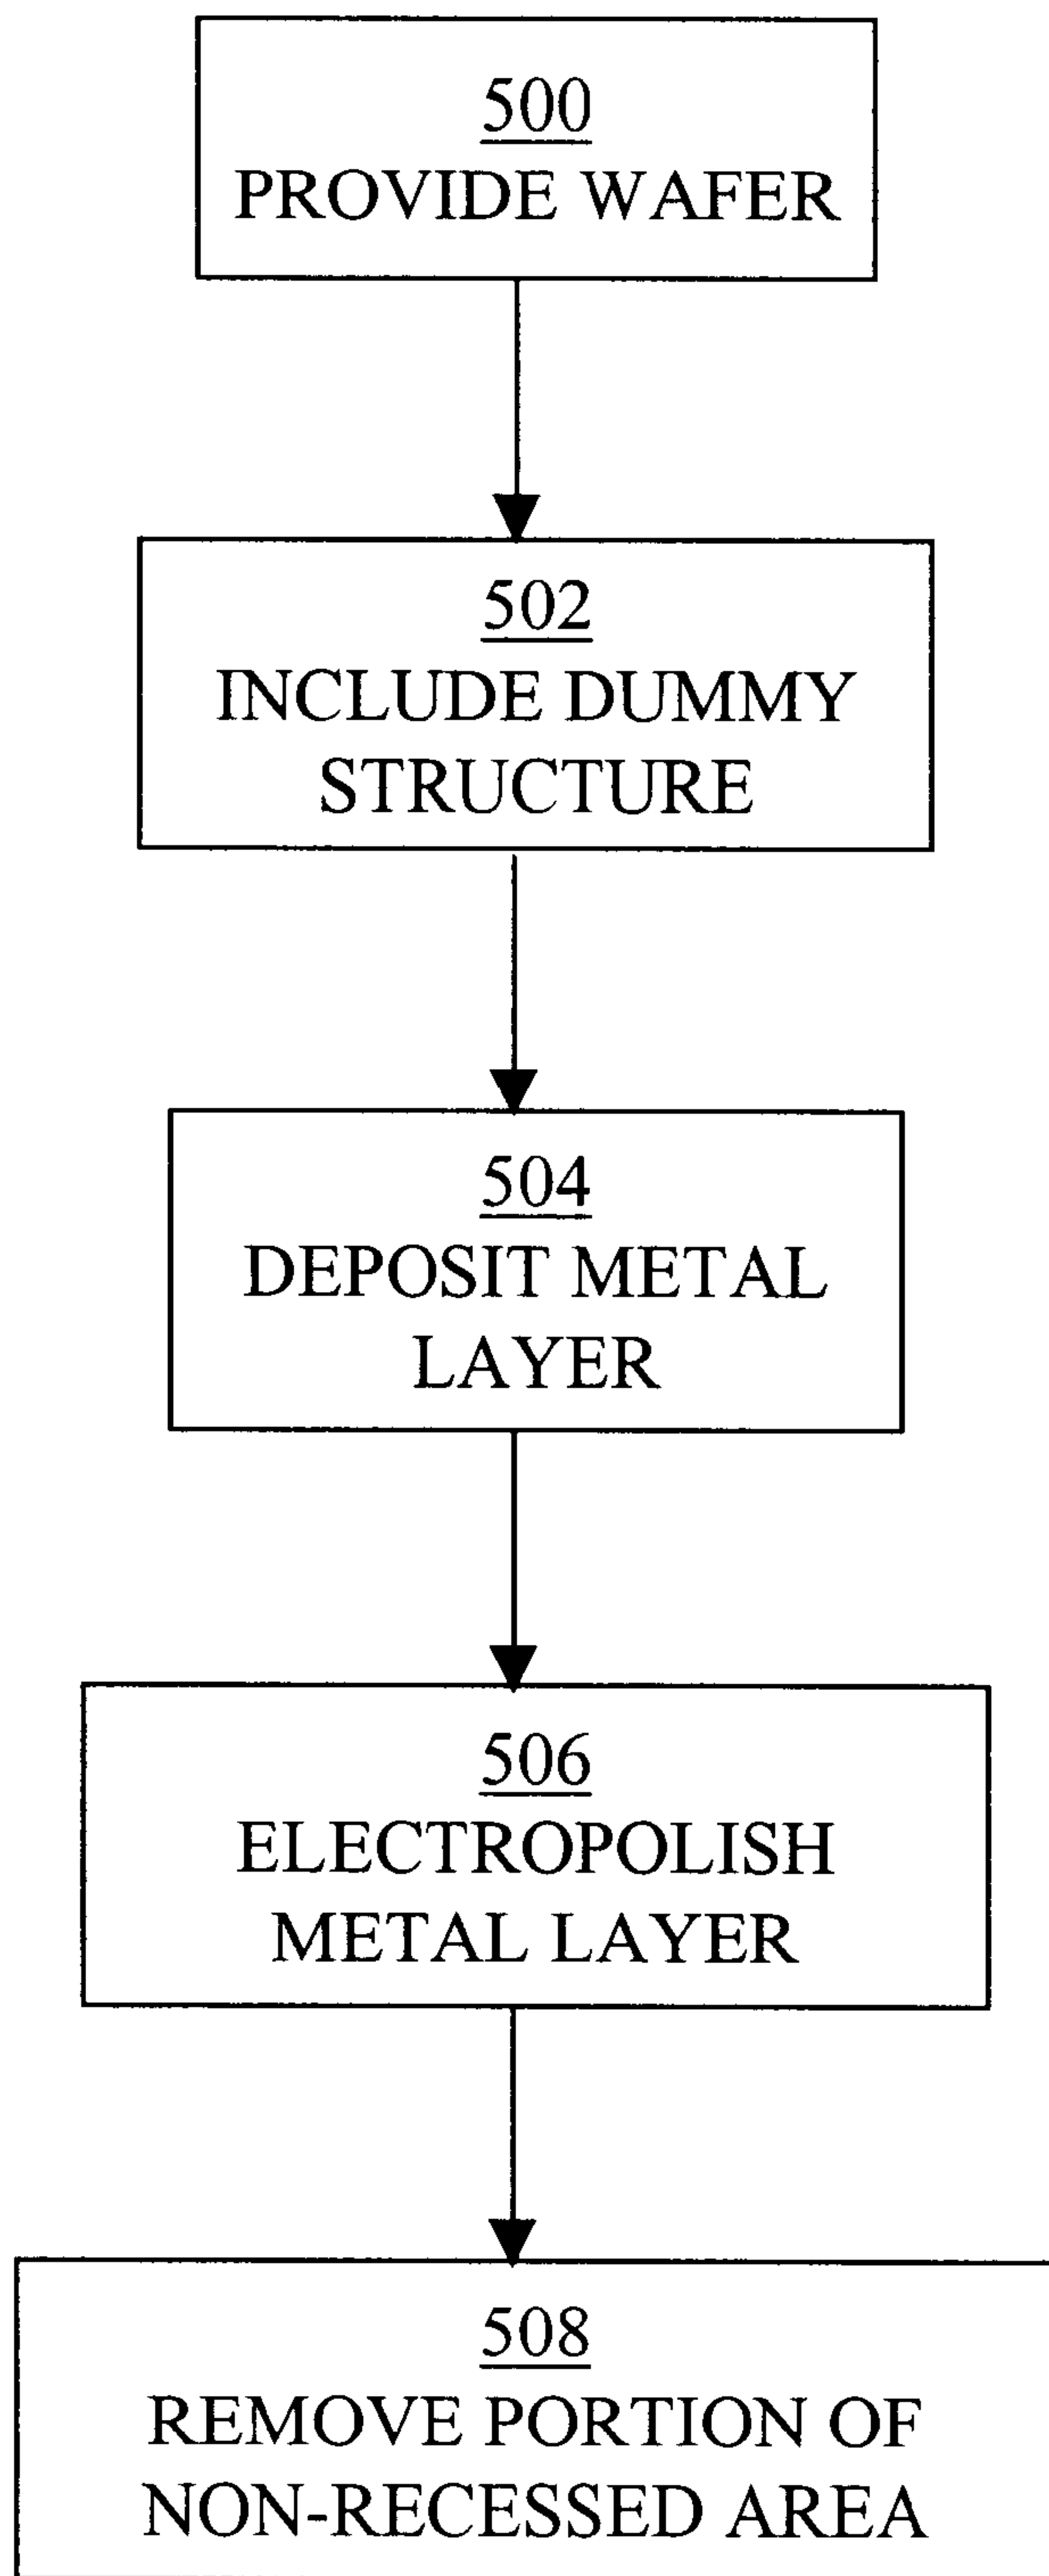 500
PROVIDE WAFER
502
INCLUDE DUMMY
STRUCTURE
504
DEPOSIT METAL
LAYER
506
ELECTROPOLISH
METAL LAYER
508
REMOVE PORTION OF
NON-RECESSED AREA